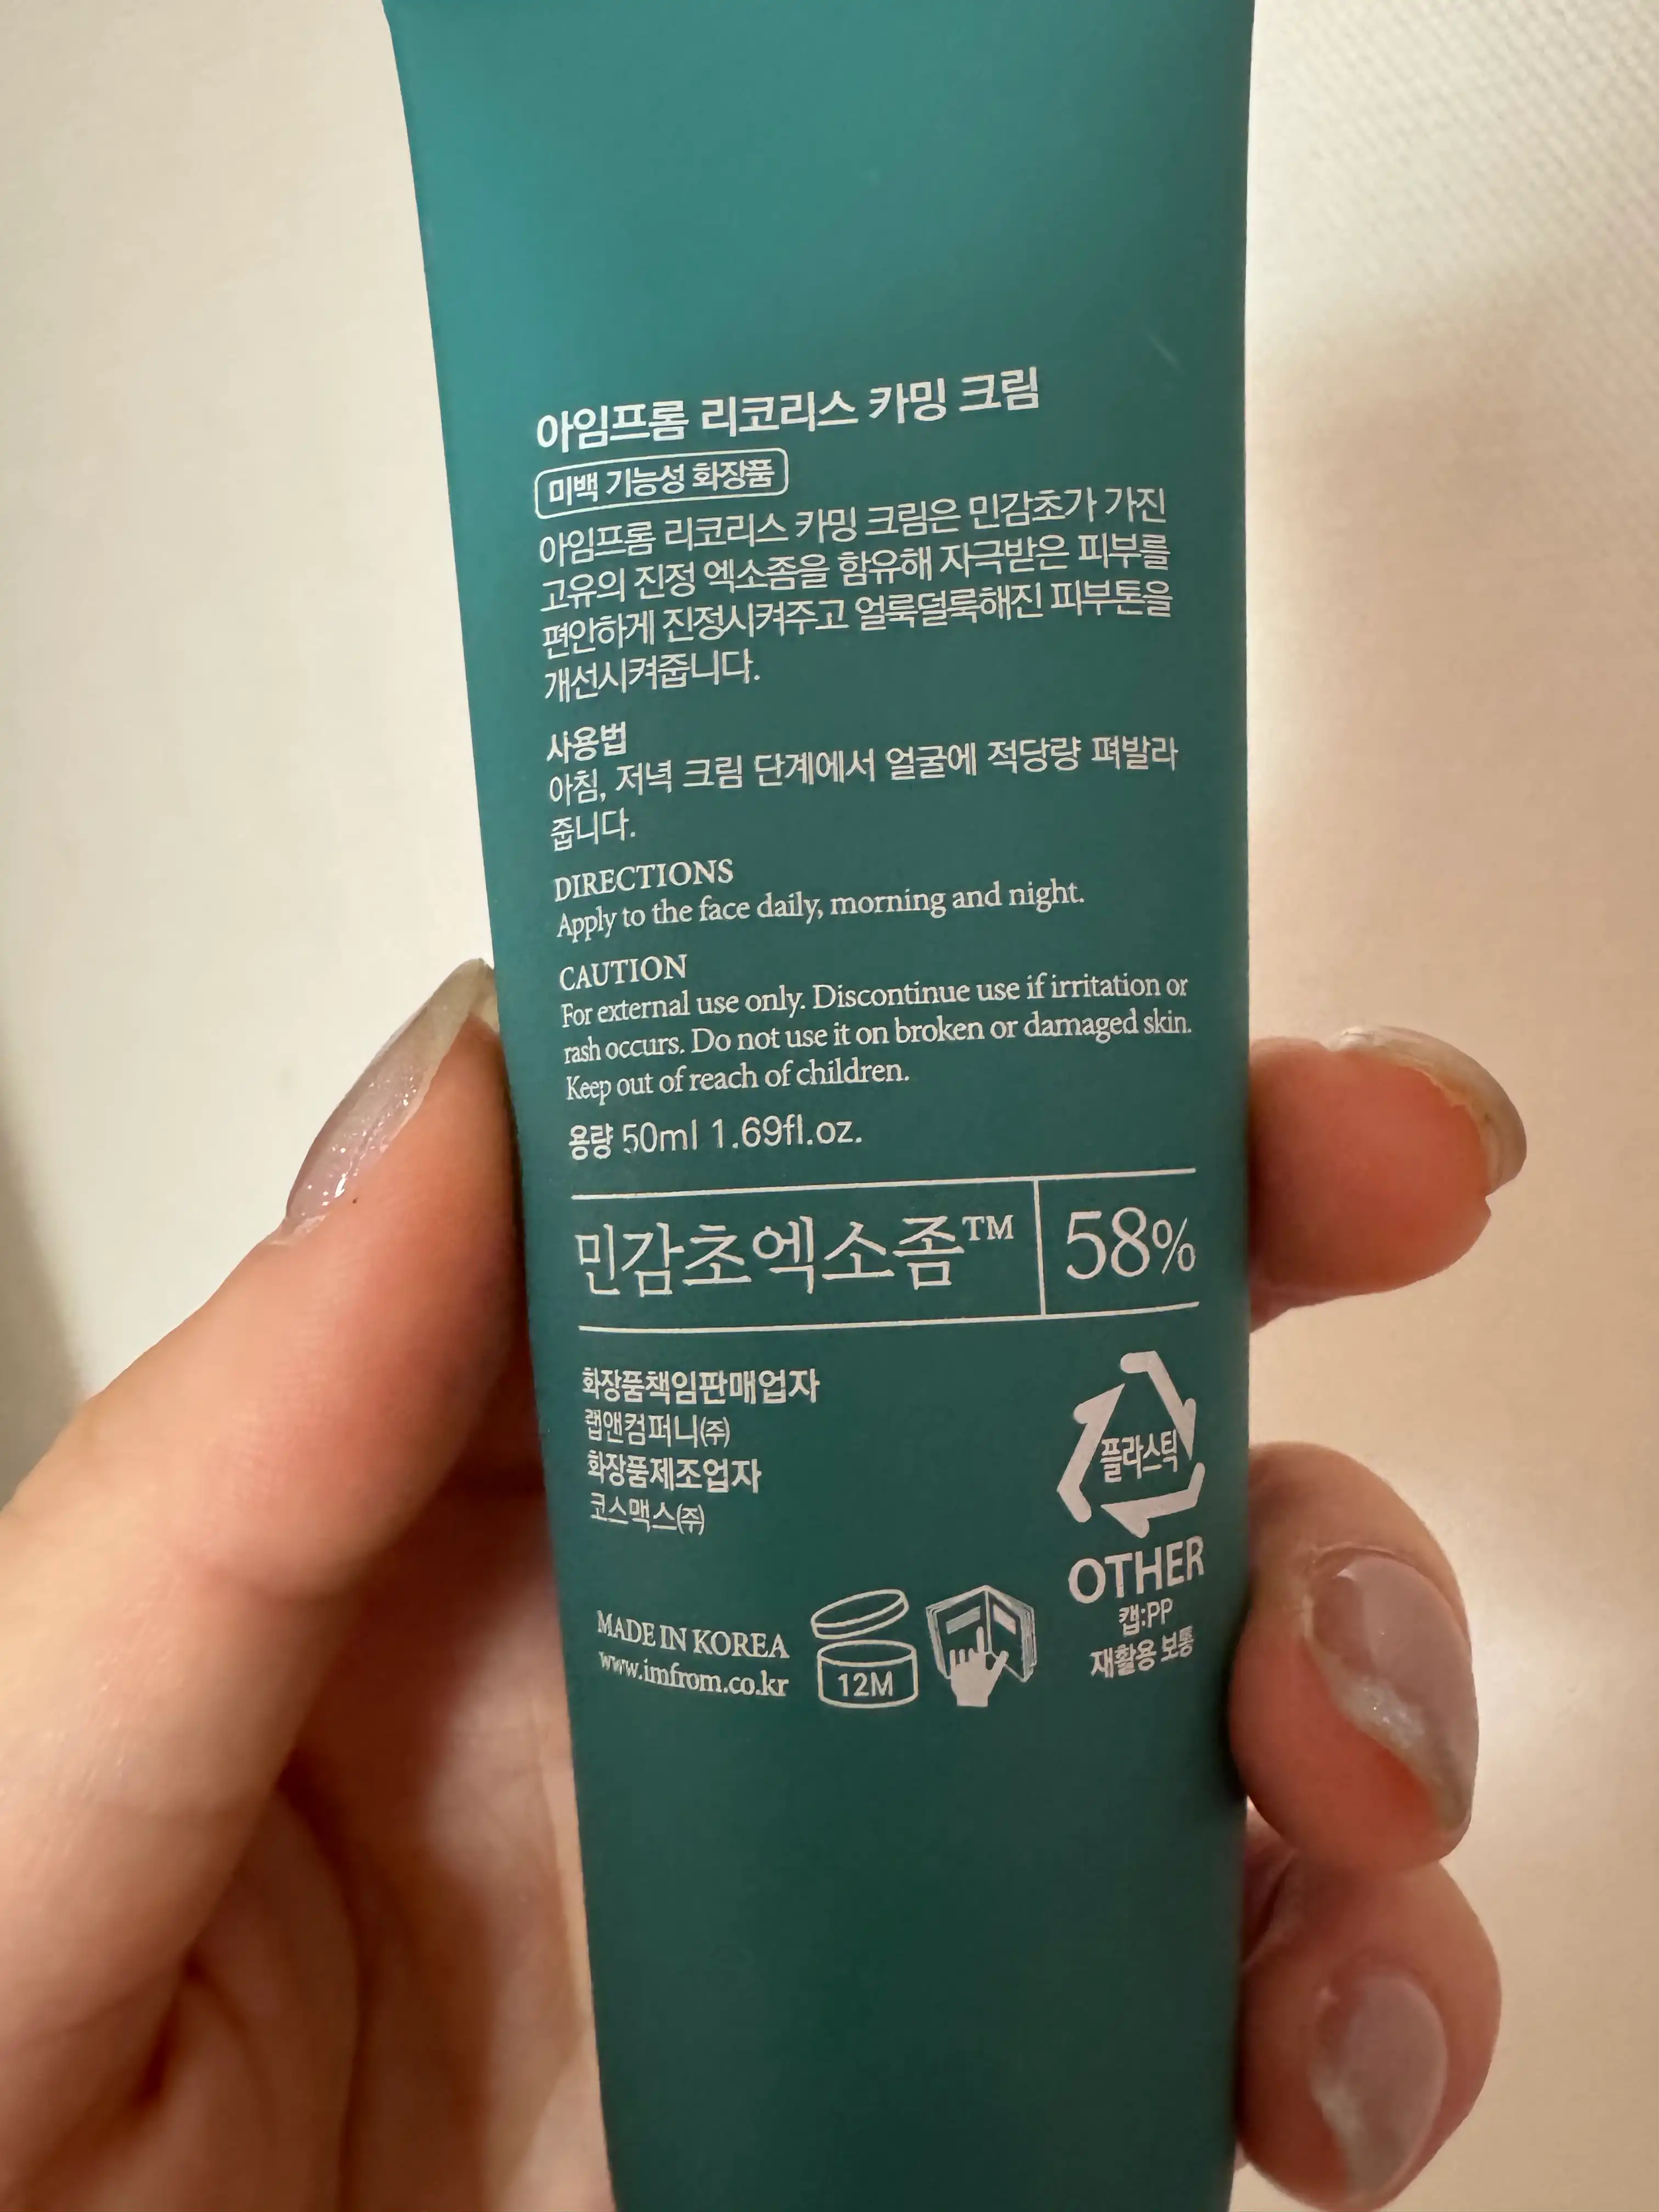 아임프롬 리코리스 카밍 크림
미백 기능성 화장품
아임프롬 리코리스 카밍 크림은 민감초가 가진
고유의 진정 엑소좀을 함유해 자극받은 피부를
편안하게 진정시켜주고 얼룩덜룩해진 피부톤을
개선시켜줍니다.
사용법
아침, 저녁 크림 단계에서 얼굴에 적당량 펴발라
줍니다.
DIRECTIONS
Apply to the face daily, morning and night.
CAUTION
For external use only. Discontinue use if irritation or
rash occurs. Do not use it on broken or damaged skin.
Keep out of reach of children.
용량 50ml 1.69fl.oz.
민감초엑소좀™ 58%
화장품책임판매업자
랩앤컴퍼니㈜
화장품제조업자
코스맥스㈜
플라스틱
OTHER
캡:PP
재활용 보통
MADE IN KOREA
www.imfrom.co.kr
12M